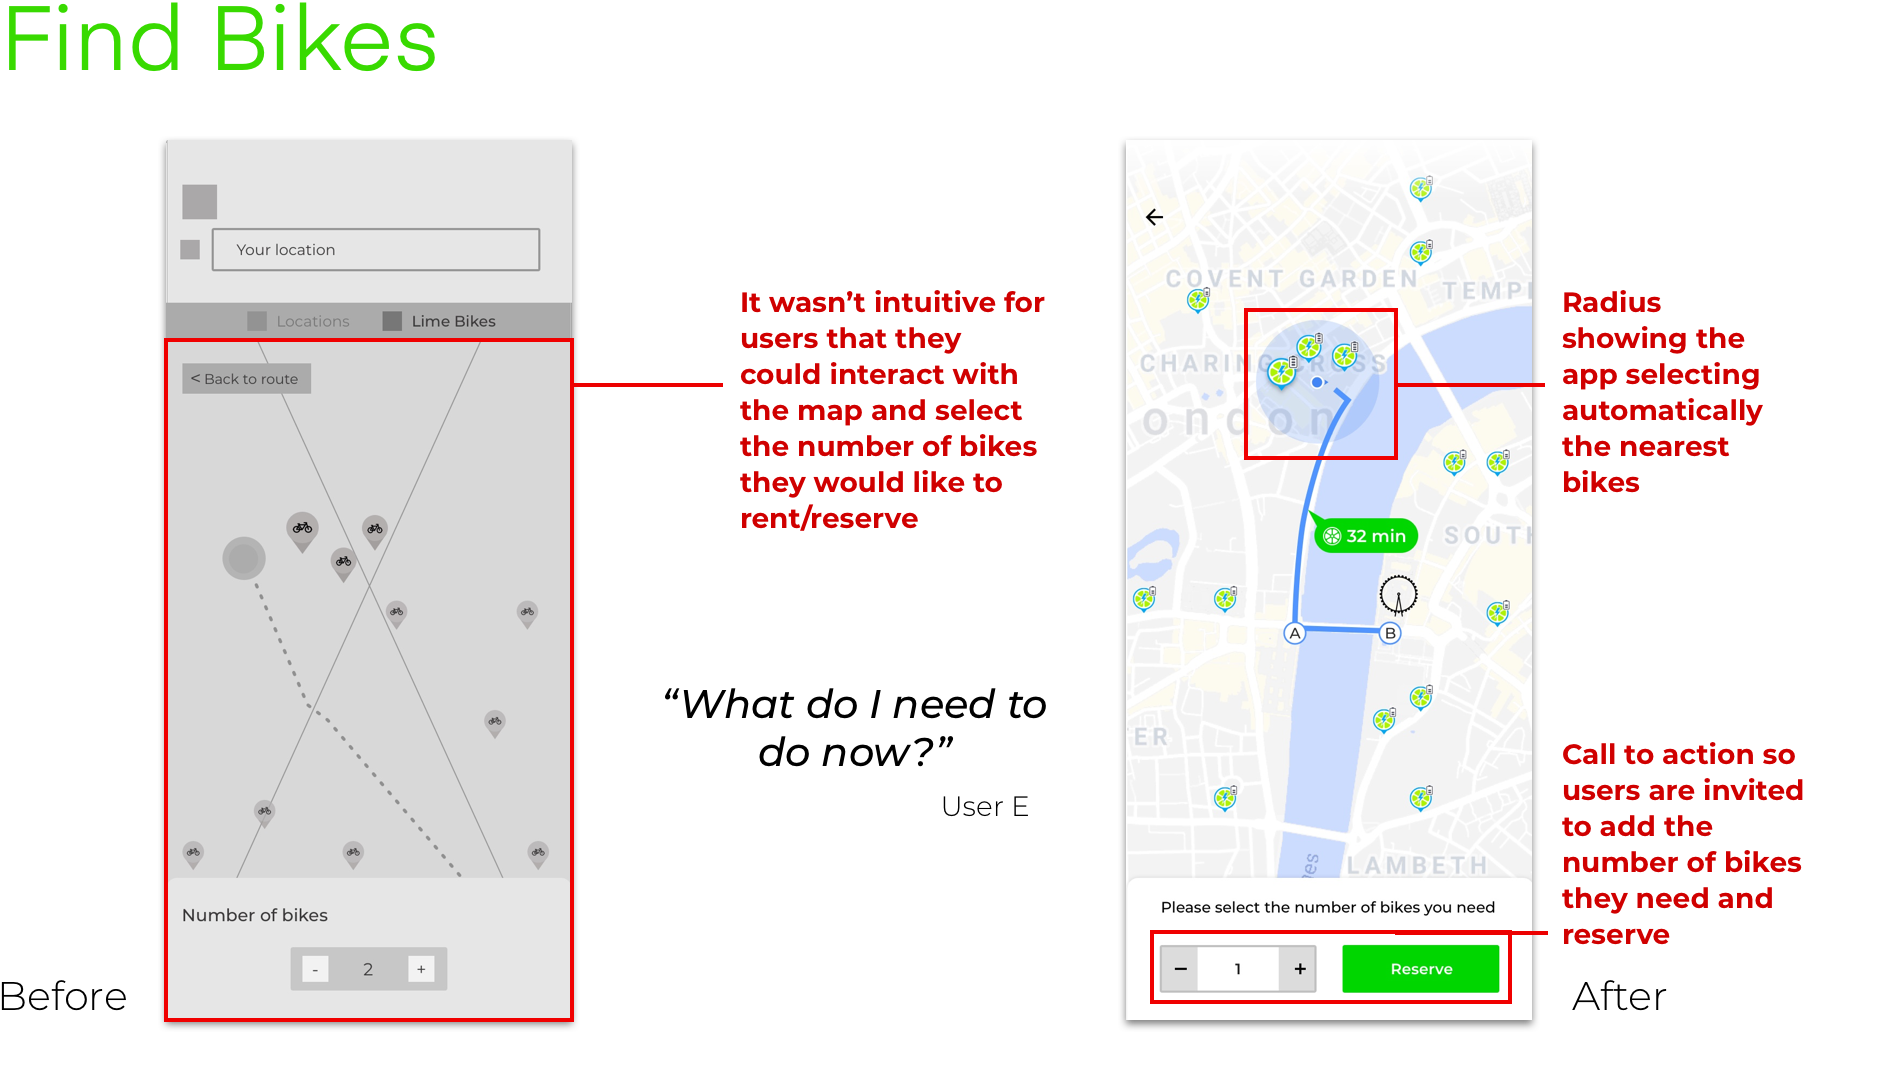 Find Bikes
Your location
Locations
Lime Bikes
< Back to route
Number of bikes
-
2
+
Before
It wasn’t intuitive for
users that they
could interact with
the map and select
the number of bikes
they would like to
rent/reserve
“What do I need to
do now?”
User E
COVENT GARDEN
TEMPL
CHARING CROSS
ondon
32 min
SOUTH
A
B
ER
mes
LAMBETH
Please select the number of bikes you need
−
1
+
Reserve
Radius
showing the
app selecting
automatically
the nearest
bikes
Call to action so
users are invited
to add the
number of bikes
they need and
reserve
After